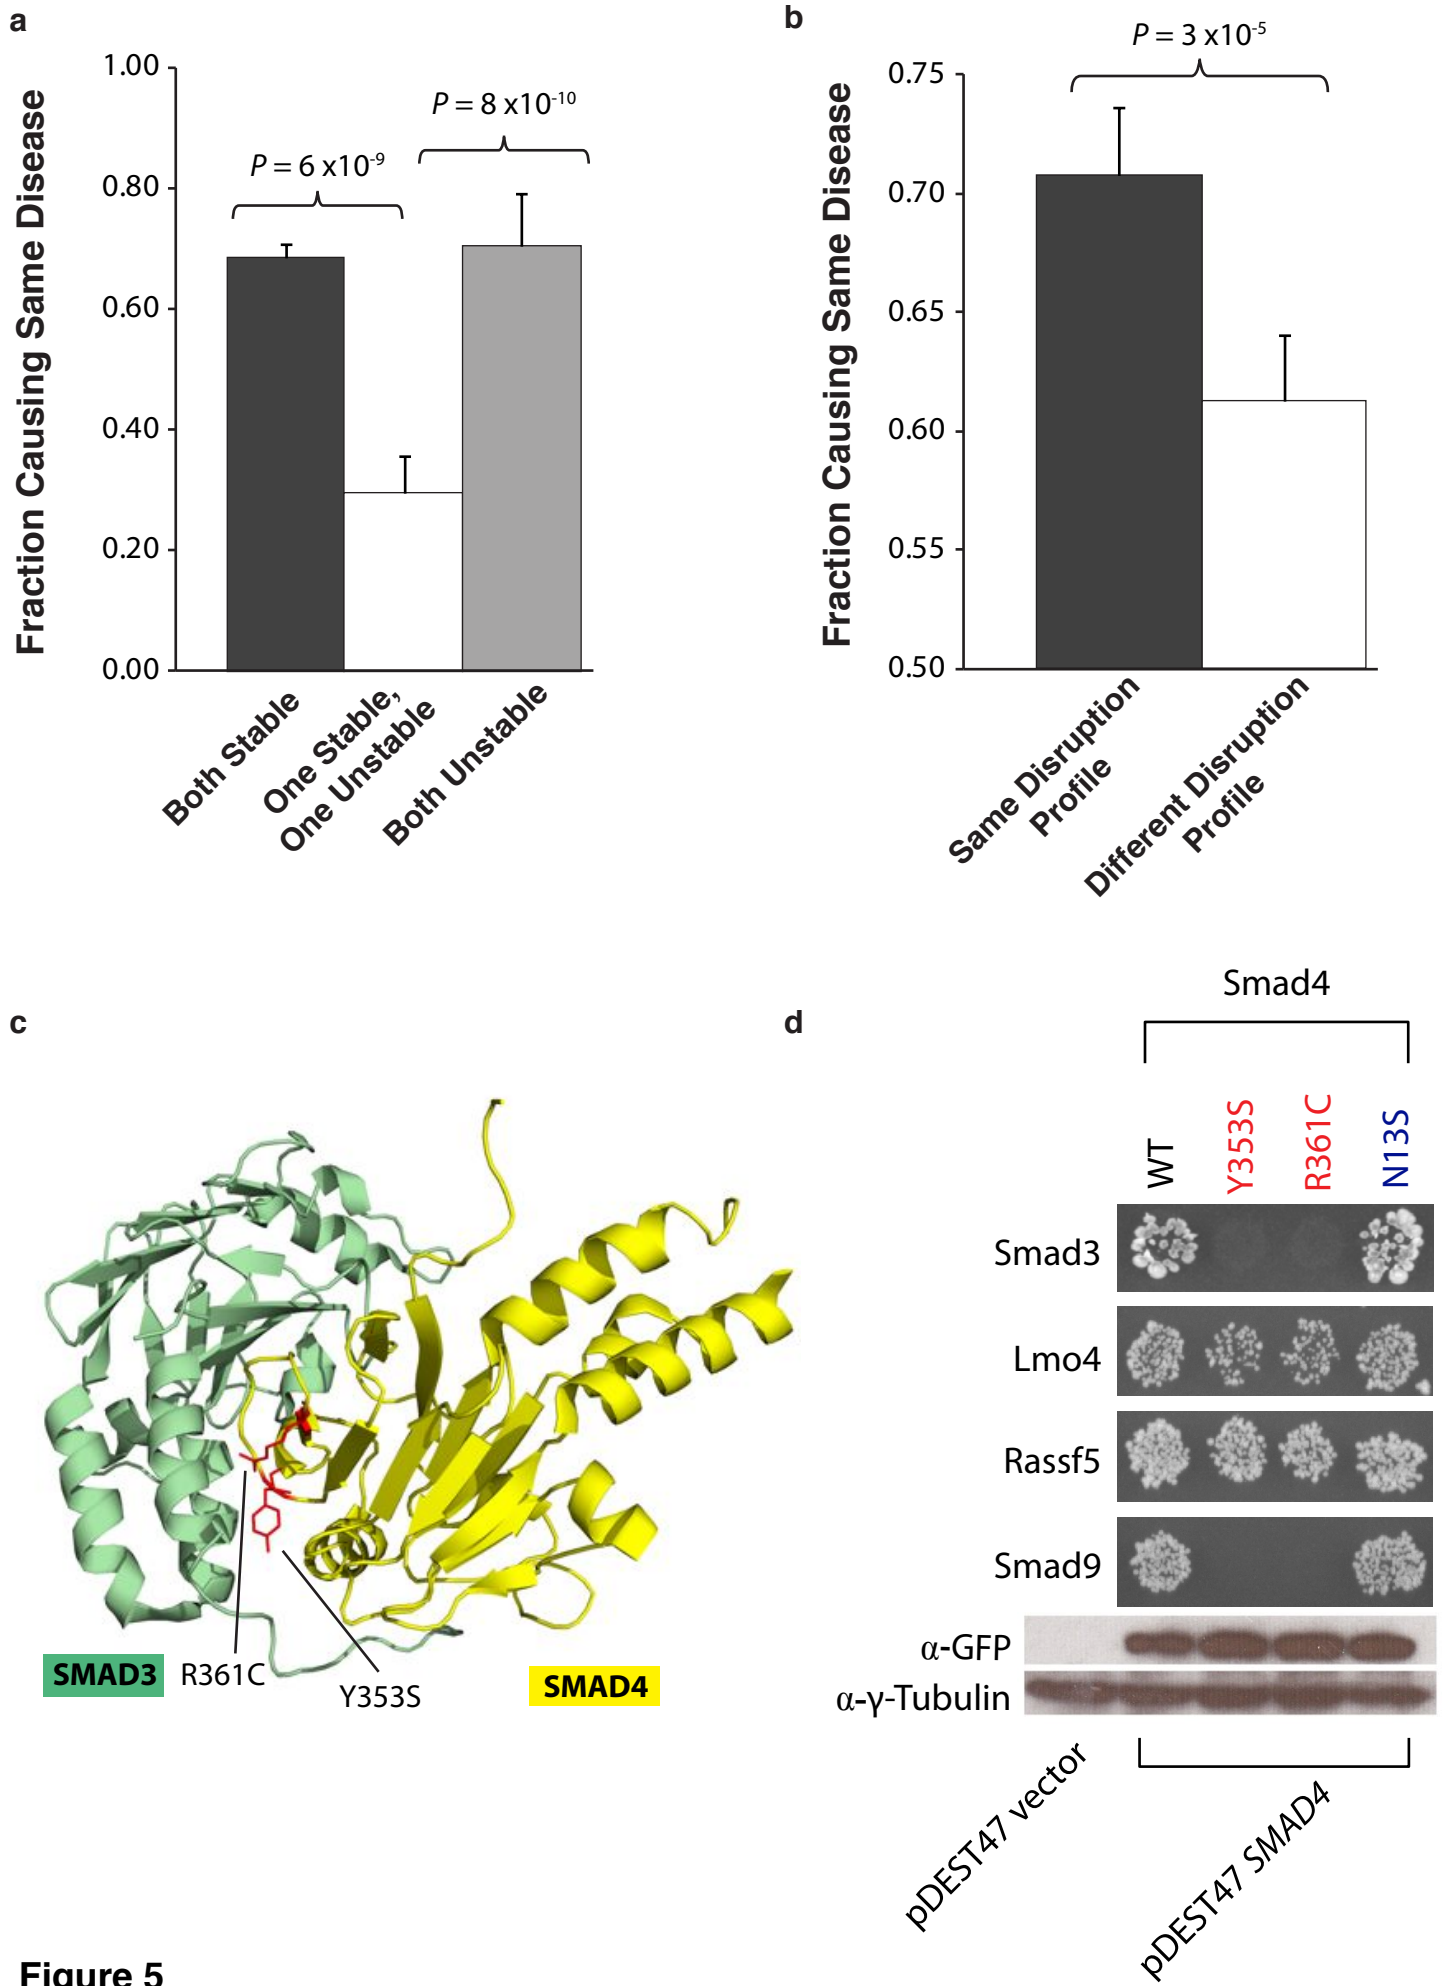 a
Fraction Causing Same Disease
1.00
0.80
0.60
0.40
0.20
0.00
P = 6 x10-9
P = 8 x10-10
Both Stable
One Stable,
One Unstable
Both Unstable
b
Fraction Causing Same Disease
0.75
0.70
0.65
0.60
0.55
0.50
P = 3 x10-5
Same Disruption
Profile
Different Disruption
Profile
c
SMAD3
R361C
Y353S
SMAD4
d
Smad4
WT
Y353S
R361C
N13S
Smad3
Lmo4
Rassf5
Smad9
α-GFP
α-γ-Tubulin
pDEST47 vector
pDEST47 SMAD4
Figure 5